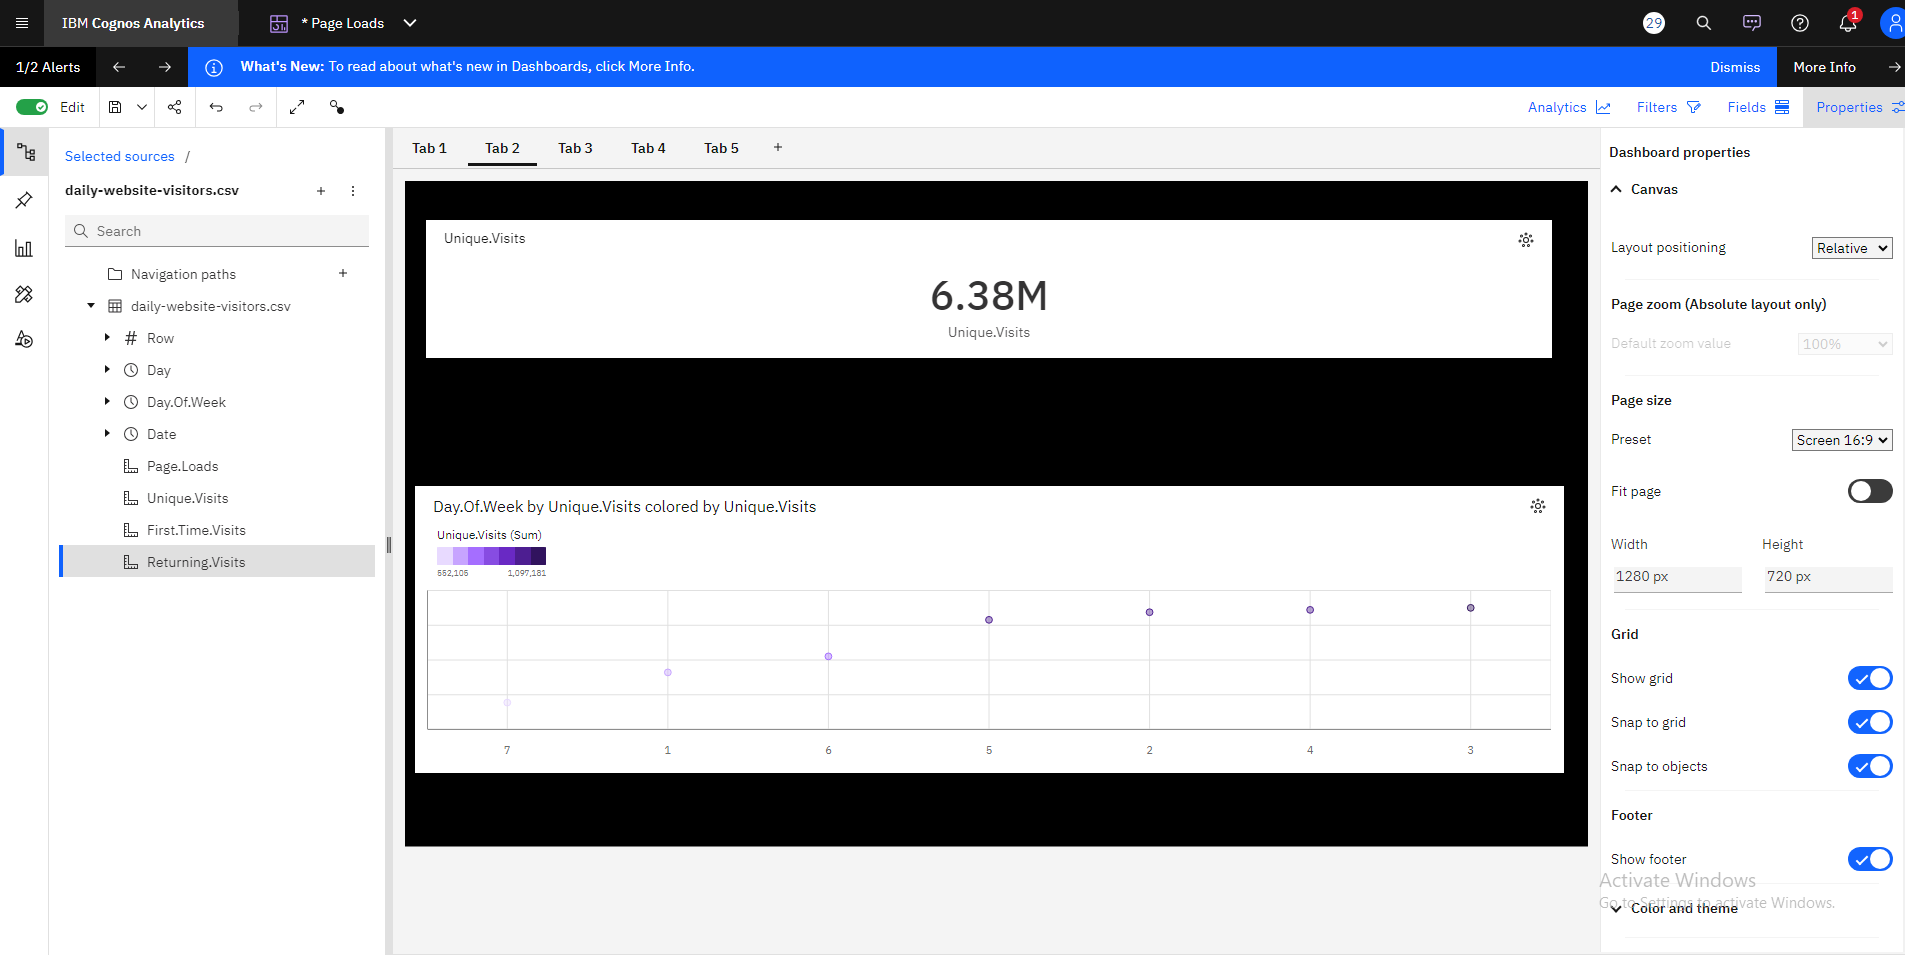 IBM Cognos Analytics
* Page Loads
29
1
1/2 Alerts
What's New: To read about what's new in Dashboards, click More Info.
Dismiss
More Info
Edit
Analytics
Filters
Fields
Properties
Selected sources /
daily-website-visitors.csv
Search
Navigation paths
daily-website-visitors.csv
Row
Day
Day.Of.Week
Date
Page.Loads
Unique.Visits
First.Time.Visits
Returning.Visits
Tab 1
Tab 2
Tab 3
Tab 4
Tab 5
Unique.Visits
6.38M
Unique.Visits
Day.Of.Week by Unique.Visits colored by Unique.Visits
Unique.Visits (Sum)
552,105
1,097,181
7
1
6
5
2
4
3
Dashboard properties
Canvas
Layout positioning
Relative
Page zoom (Absolute layout only)
Default zoom value
100%
Page size
Preset
Screen 16:9
Fit page
Width
Height
1280 px
720 px
Grid
Show grid
Snap to grid
Snap to objects
Footer
Show footer
Activate Windows
Go to Settings to activate Windows.
Color and theme